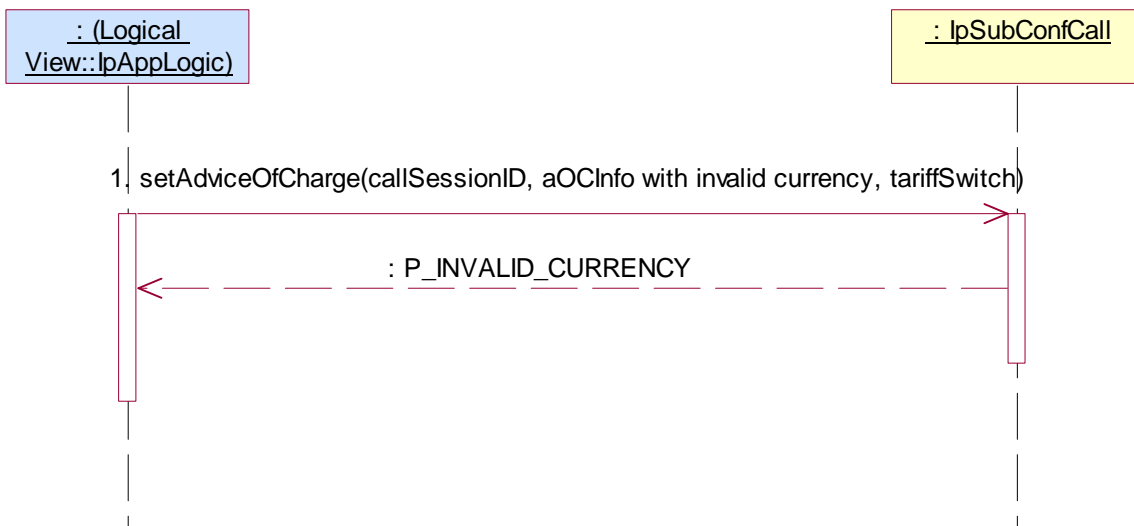 : (Logical
View::IpAppLogic)
: IpSubConfCall
1. setAdviceOfCharge(callSessionID, aOCInfo with invalid currency, tariffSwitch)
: P_INVALID_CURRENCY